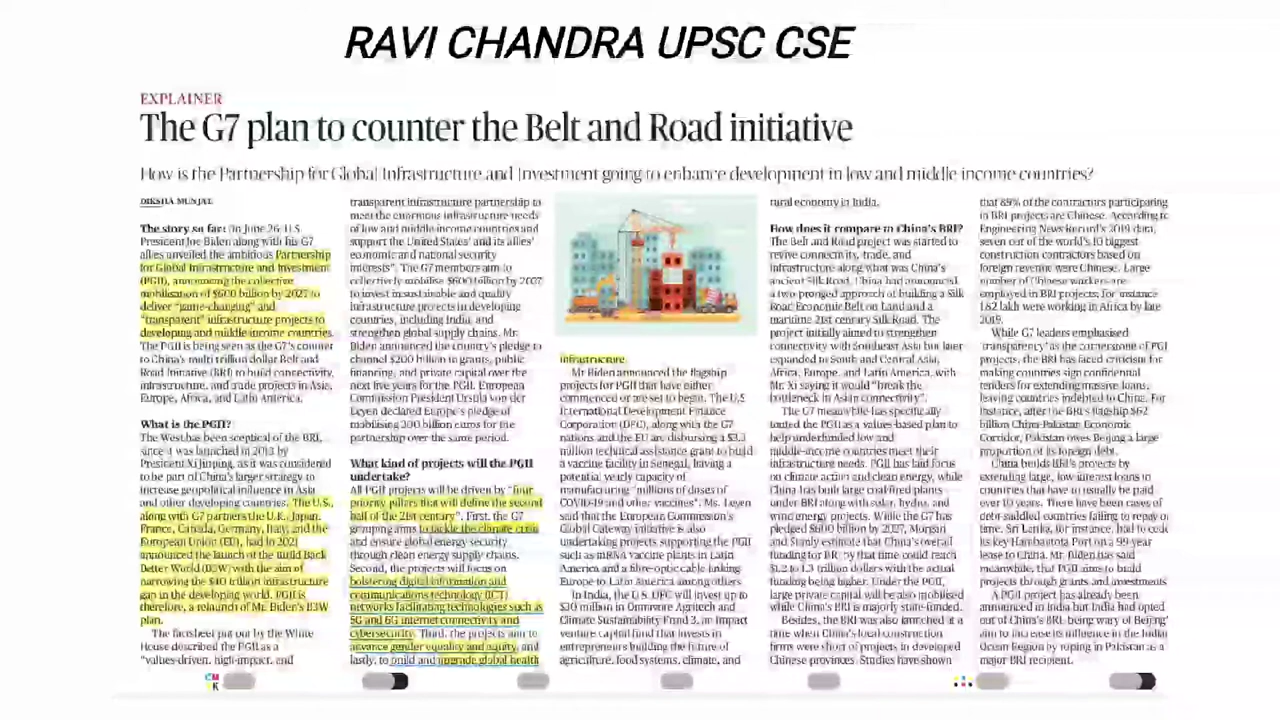 RAVI CHANDRA UPSC CSE
EXPLAINER
The G7 plan to counter the Belt and Road initiative
How is the Partnership for Global Infrastructure and Investment going to enhance development in low and middle income countries?
DIKSHA MUNJAL
The story so far: On June 26, U.S.
President Joe Biden along with his G7
allies unveiled the ambitious Partnership
for Global Infrastructure and Investment
(PGII), announcing the collective
mobilisation of $600 billion by 2027 to
deliver “game-changing” and
“transparent” infrastructure projects to
developing and middle-income countries.
The PGII is being seen as the G7’s counter
to China’s multi trillion dollar Belt and
Road Initiative (BRI) to build connectivity,
infrastructure, and trade projects in Asia,
Europe, Africa, and Latin America.
What is the PGII?
The West has been sceptical of the BRI,
since it was launched in 2013 by
President Xi Jinping, as it was considered
to be part of China’s larger strategy to
increase geopolitical influence in Asia
and other developing countries. The U.S.,
along with G7 partners the U.K., Japan,
France, Canada, Germany, Italy, and the
European Union (EU), had in 2021
announced the launch of the Build Back
Better World (B3W) with the aim of
narrowing the $40 trillion infrastructure
gap in the developing world. PGII is
therefore, a relaunch of Mr. Biden’s B3W
plan.
The factsheet put out by the White
House described the PGII as a
“values-driven, high-impact, and
transparent infrastructure partnership to
meet the enormous infrastructure needs
of low and middle-income countries and
support the United States’ and its allies’
economic and national security
interests”. The G7 members aim to
collectively mobilise $600 billion by 2027
to invest in sustainable and quality
infrastructure projects in developing
countries, including India, and
strengthen global supply chains. Mr.
Biden announced the country’s pledge to
channel $200 billion in grants, public
financing, and private capital over the
next five years for the PGII. European
Commission President Ursula von der
Leyen declared Europe’s pledge of
mobilising 300 billion euros for the
partnership over the same period.
What kind of projects will the PGII
undertake?
All PGII projects will be driven by “four
priority pillars that will define the second
half of the 21st century”. First, the G7
grouping aims to tackle the climate crisis
and ensure global energy security
through clean energy supply chains.
Second, the projects will focus on
bolstering digital information and
communications technology (ICT)
networks facilitating technologies such as
5G and 6G internet connectivity and
cybersecurity. Third, the projects aim to
advance gender equality and equity, and
lastly, to build and upgrade global health
infrastructure.
Mr Biden announced the flagship
projects for PGII that have either
commenced or are set to begin. The U.S
International Development Finance
Corporation (DFC), along with the G7
nations and the EU are disbursing a $3.3
million technical assistance grant to build
a vaccine facility in Senegal, having a
potential yearly capacity of
manufacturing “millions of doses of
COVID-19 and other vaccines”. Ms. Leyen
said that the European Commission’s
Global Gateway initiative is also
undertaking projects supporting the PGII
such as mRNA vaccine plants in Latin
America and a fibre-optic cable linking
Europe to Latin America among others
In India, the U.S. DFC will invest up to
$30 million in Omnivore Agritech and
Climate Sustainability Fund 3, an impact
venture capital fund that invests in
entrepreneurs building the future of
agriculture, food systems, climate, and
rural economy in India.
How does it compare to China’s BRI?
The Belt and Road project was started to
revive connectivity, trade, and
infrastructure along what was China’s
ancient Silk Road. China had announced
a two-pronged approach of building a Silk
Road Economic Belt on Land and a
maritime 21st century Silk Road. The
project initially aimed to strengthen
connectivity with Southeast Asia but later
expanded to South and Central Asia,
Africa, Europe, and Latin America, with
Mr. Xi saying it would “break the
bottleneck in Asian connectivity”.
The G7 meanwhile has specifically
touted the PGII as a values-based plan to
help underfunded low and
middle-income countries meet their
infrastructure needs. PGII has laid focus
on climate action and clean energy, while
China has built large coal-fired plants
under BRI along with solar, hydro, and
wind energy projects. While the G7 has
pledged $600 billion by 2027, Morgan
and Stanly estimate that China’s overall
funding for BRI by that time could reach
$1.2 to 1.3 trillion dollars with the actual
funding being higher. Under the PGII,
large private capital will be also mobilised
while China’s BRI is majorly state-funded.
Besides, the BRI was also launched at a
time when China’s local construction
firms were short of projects in developed
Chinese provinces. Studies have shown
that 89% of the contractors participating
in BRI projects are Chinese. According to
Engineering News Record’s 2019 data,
seven out of the world’s 10 biggest
construction contractors based on
foreign revenue were Chinese. Large
number of Chinese workers are
employed in BRI projects; for instance
1.82 lakh were working in Africa by late
2019.
While G7 leaders emphasised
‘transparency’ as the cornerstone of PGI
projects, the BRI has faced criticism for
making countries sign confidential
tenders for extending massive loans,
leaving countries indebted to China. For
instance, after the BRI’s flagship $62
billion China-Pakistan Economic
Corridor, Pakistan owes Beijing a large
proportion of its foreign debt.
China builds BRI’s projects by
extending large, low-interest loans to
countries that have to usually be paid
over 10 years. There have been cases of
debt-saddled countries failing to repay on
time. Sri Lanka, for instance, had to cede
its key Hambantota Port on a 99-year
lease to China. Mr. Biden has said
meanwhile, that PGII aims to build
projects through grants and investments
A PGII project has already been
announced in India but India had opted
out of China’s BRI, being wary of Beijing’
aim to increase its influence in the Indian
Ocean Region by roping in Pakistan as a
major BRI recipient.